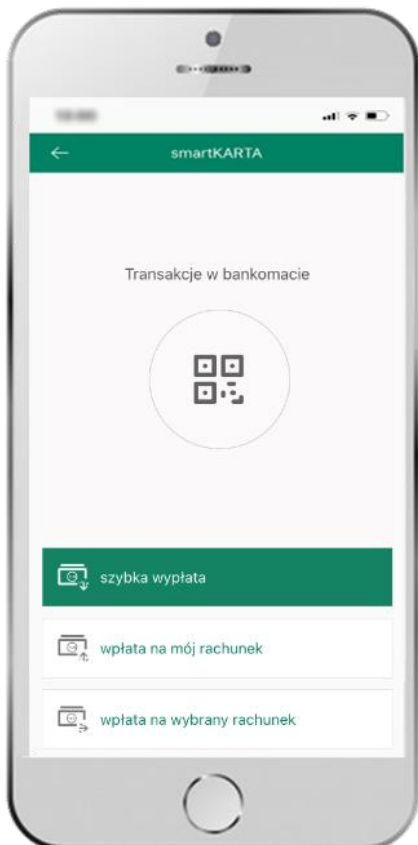 smartKARTA
Transakcje w bankomacie
szybka wypłata
wpłata na mój rachunek
wpłata na wybrany rachunek